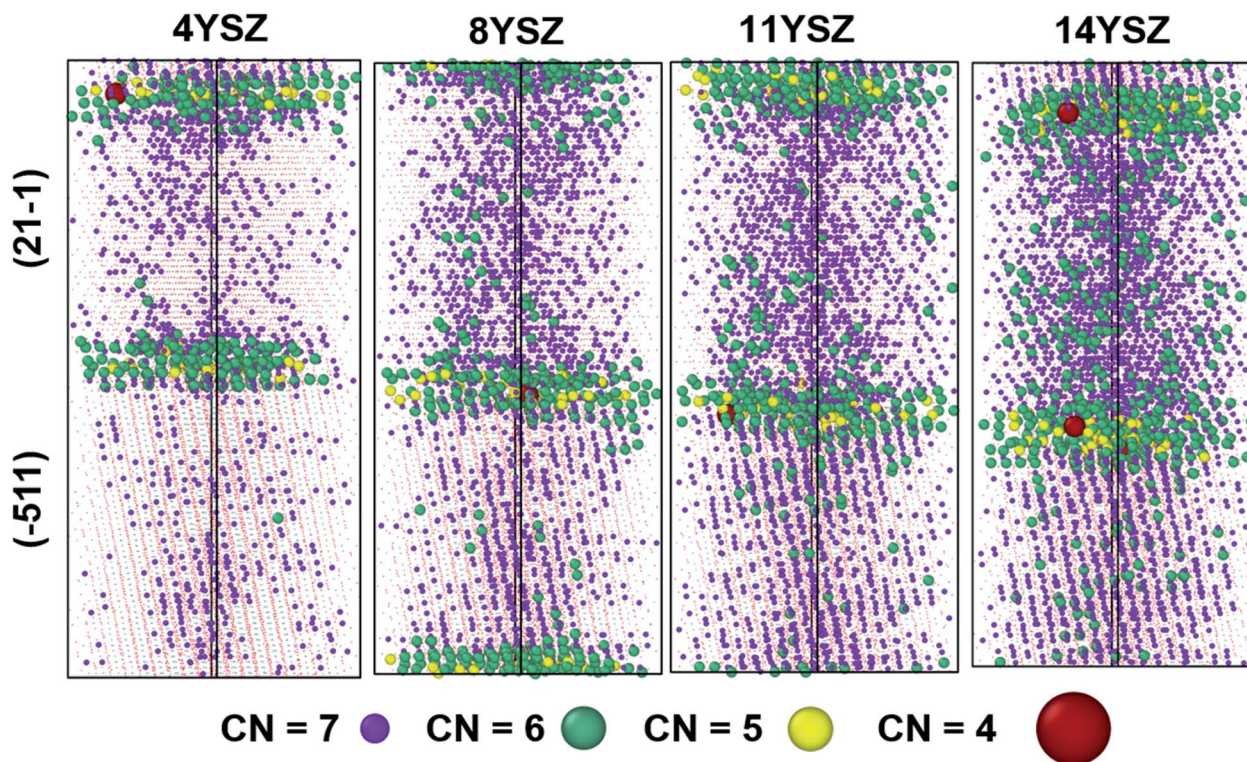 4YSZ 8YSZ 11YSZ 14YSZ
(21-1)
(-511)
CN = 7 CN = 6 CN = 5 CN = 4